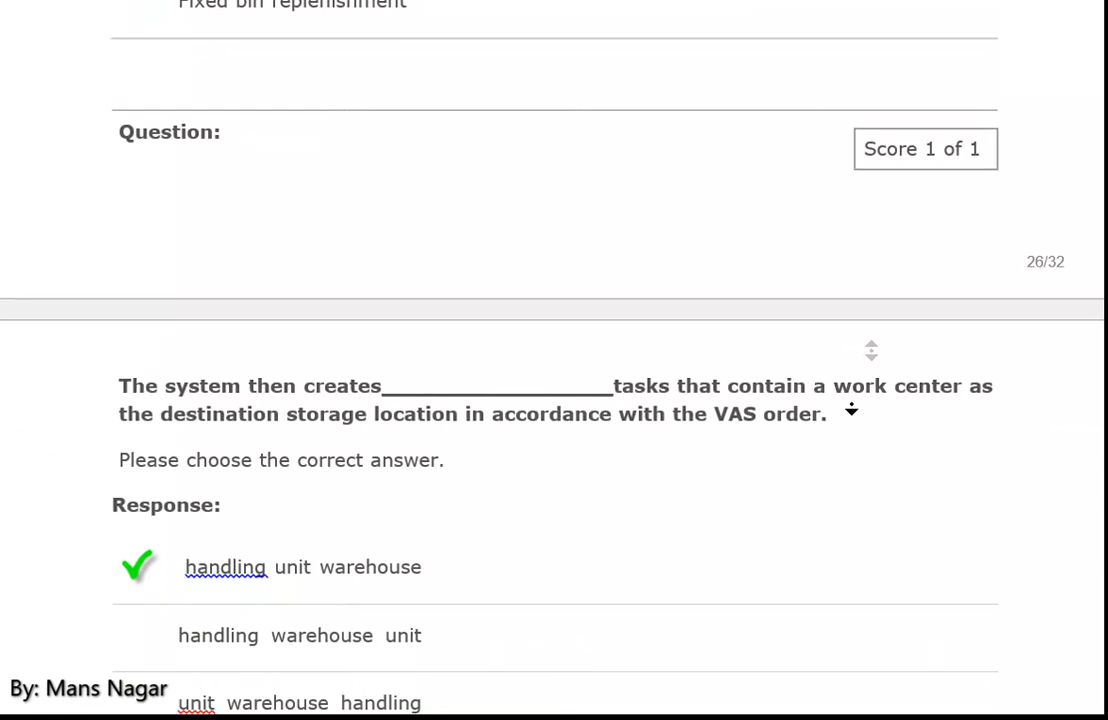 Fixed bin replenishment
Question:
Score 1 of 1
26/32
The system then creates____________________tasks that contain a work center as
the destination storage location in accordance with the VAS order.
Please choose the correct answer.
Response:
handling unit warehouse
handling warehouse unit
unit warehouse handling
By: Mans Nagar